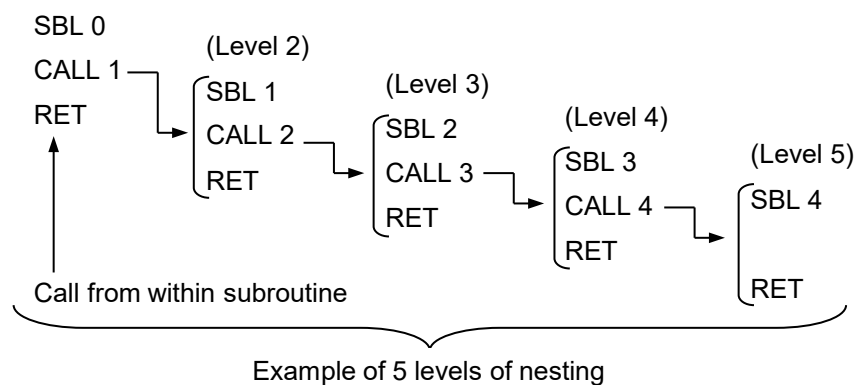 SBL 0
CALL 1
RET
(Level 2)
SBL 1
CALL 2
RET
(Level 3)
SBL 2
CALL 3
RET
(Level 4)
SBL 3
CALL 4
RET
(Level 5)
SBL 4
RET
Call from within subroutine
Example of 5 levels of nesting